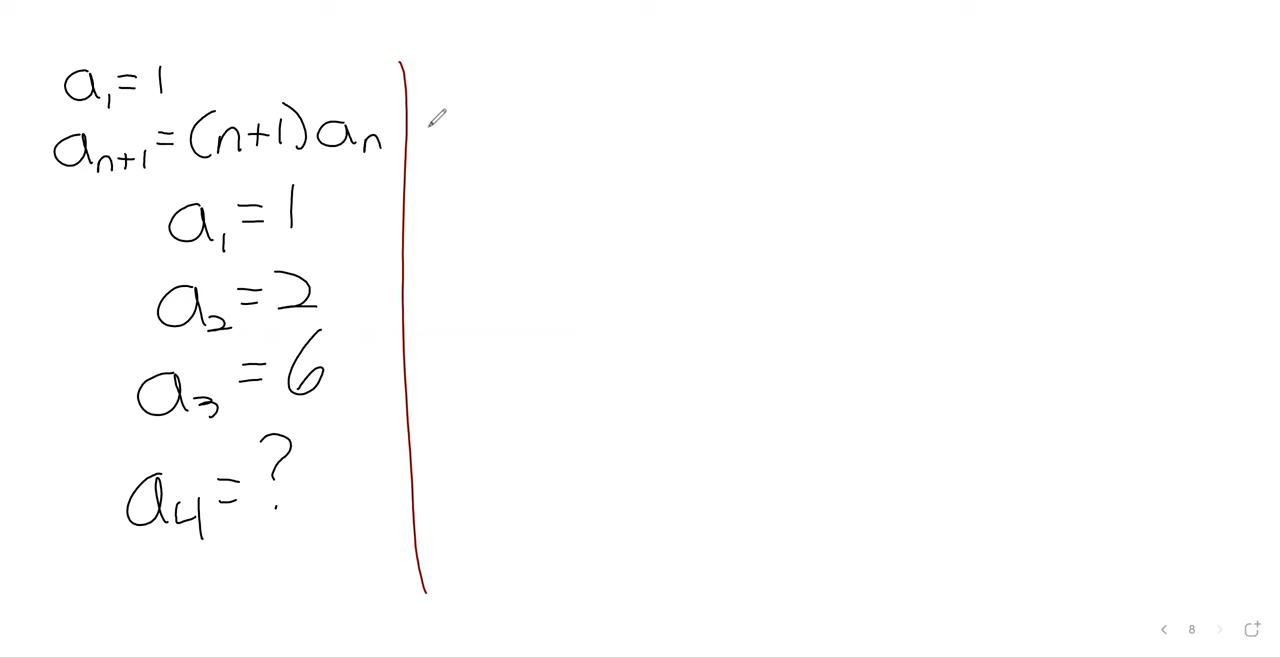 a₁ = 1
aₙ₊₁ = (n+1) aₙ
a₁ = 1
a₂ = 2
a₃ = 6
a₄ = ?
8